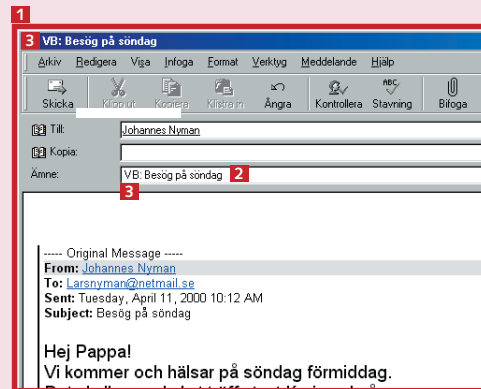 1
3 VB: Besög på söndag
Arkiv Redigera Visa Infoga Format Verktyg Meddelande Hjälp
Skicka Klipp ut Kopiera Klistra in Ångra Kontrollera Stavning Bifoga
Till: Johannes Nyman
Kopia:
Ämne: VB: Besög på söndag 2
3
----- Original Message -----
From: Johannes Nyman
To: Larsnyman@netmail.se
Sent: Tuesday, April 11, 2000 10:12 AM
Subject: Besög på söndag
Hej Pappa!
Vi kommer och hälsar på söndag förmiddag.